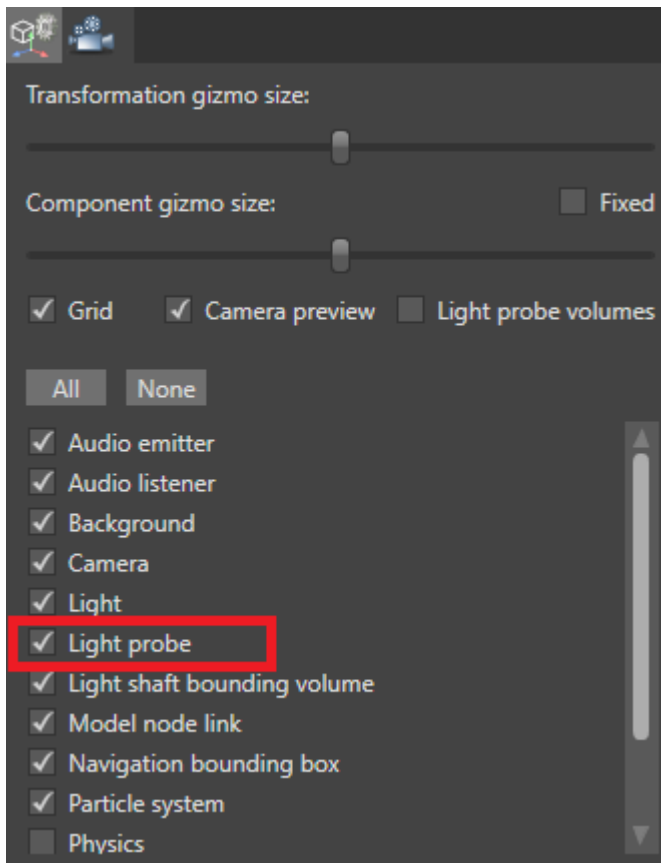 Transformation gizmo size:
Component gizmo size: Fixed
Grid Camera preview Light probe volumes
All None
Audio emitter
Audio listener
Background
Camera
Light
Light probe
Light shaft bounding volume
Model node link
Navigation bounding box
Particle system
Physics